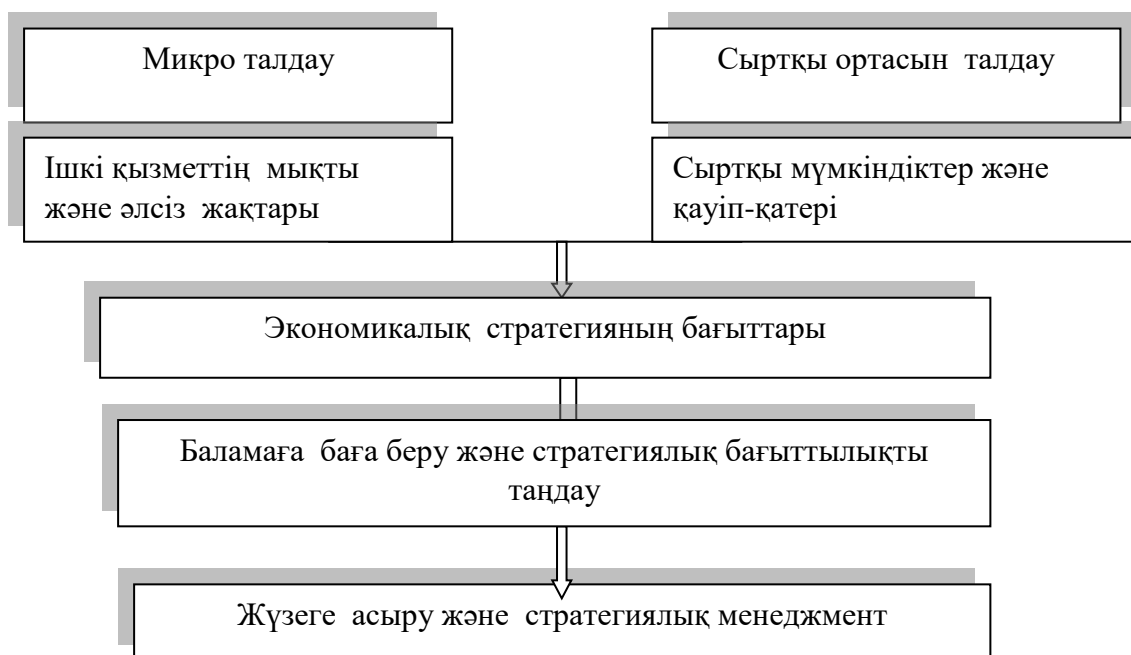 Микро талдау
Сыртқы ортасын талдау
Ішкі қызметтің мықты
және әлсіз жақтары
Сыртқы мүмкіндіктер және
қауіп-қатері
Экономикалық стратегияның бағыттары
Баламаға баға беру және стратегиялық бағыттылықты
таңдау
Жүзеге асыру және стратегиялық менеджмент